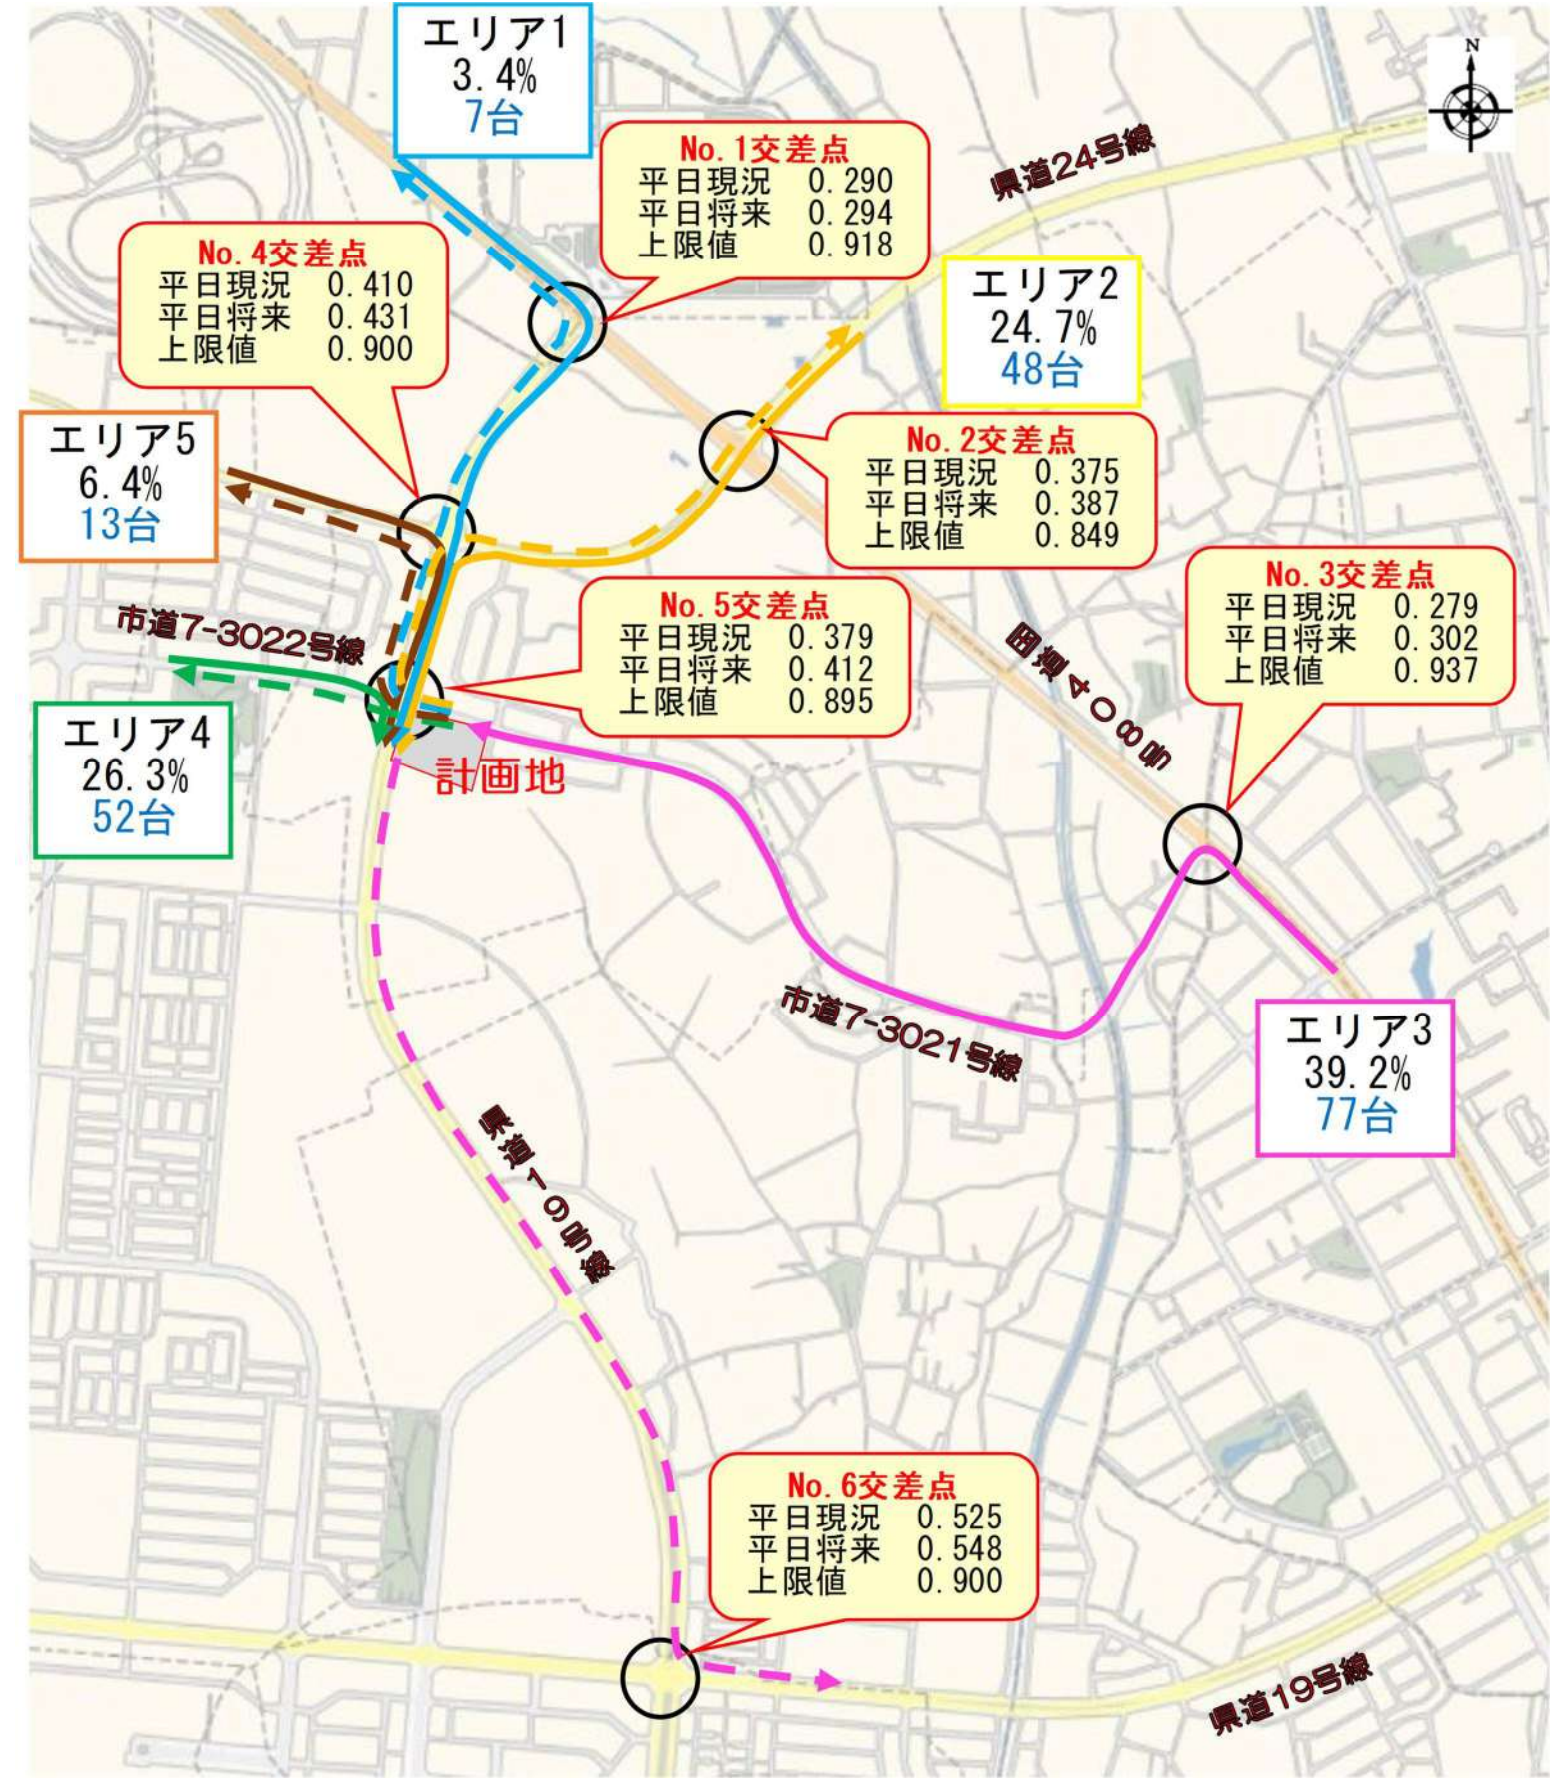 エリア1
3.4%
7台
N
No.1交差点
平日現況 0.290
平日将来 0.294
上限値 0.918
県道24号線
No.4交差点
平日現況 0.410
平日将来 0.431
上限値 0.900
エリア2
24.7%
48台
エリア5
6.4%
13台
No.2交差点
平日現況 0.375
平日将来 0.387
上限値 0.849
No.3交差点
平日現況 0.279
平日将来 0.302
上限値 0.937
市道7-3022号線
No.5交差点
平日現況 0.379
平日将来 0.412
上限値 0.895
国道408号
エリア4
26.3%
52台
計画地
市道7-3021号線
エリア3
39.2%
77台
県道19号線
No.6交差点
平日現況 0.525
平日将来 0.548
上限値 0.900
県道19号線